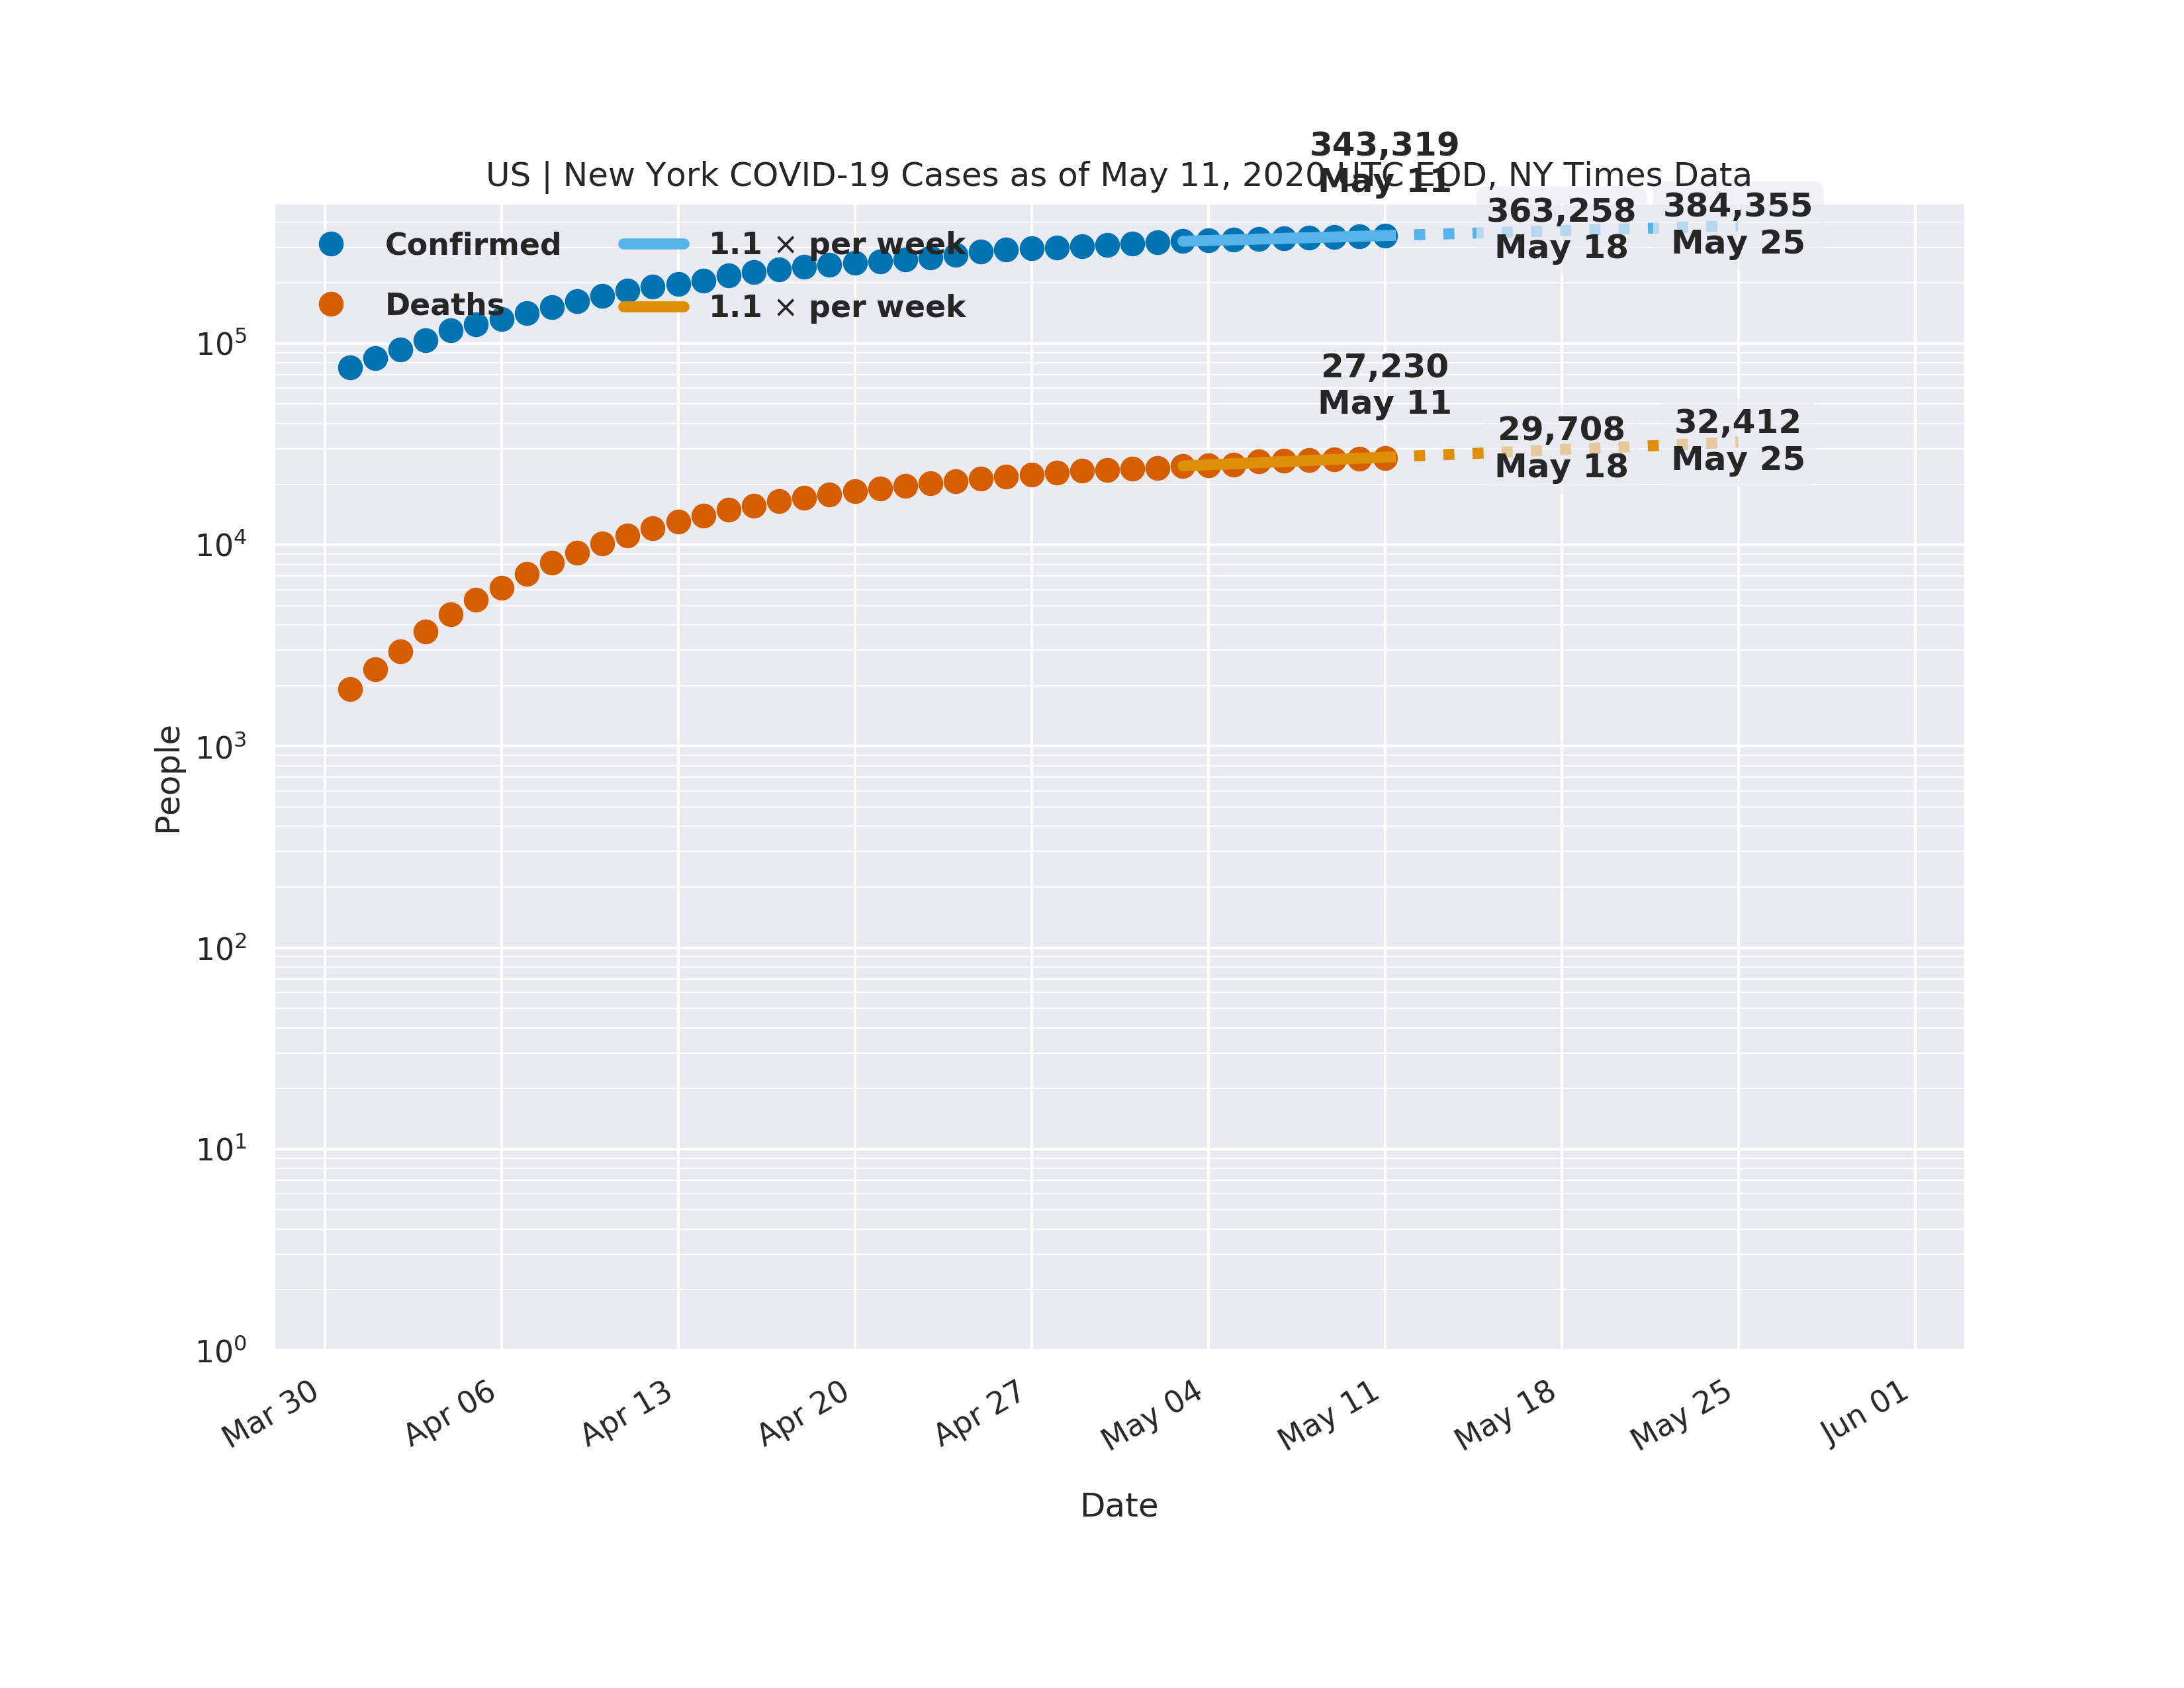 343,319
May 11
US | New York COVID-19 Cases as of May 11, 2020 UTC EOD, NY Times Data
363,258
May 18
384,355
May 25
Confirmed
1.1 × per week
Deaths
1.1 × per week
27,230
May 11
29,708
May 18
32,412
May 25
10⁵
10⁴
10³
10²
10¹
10⁰
People
Mar 30
Apr 06
Apr 13
Apr 20
Apr 27
May 04
May 11
May 18
May 25
Jun 01
Date